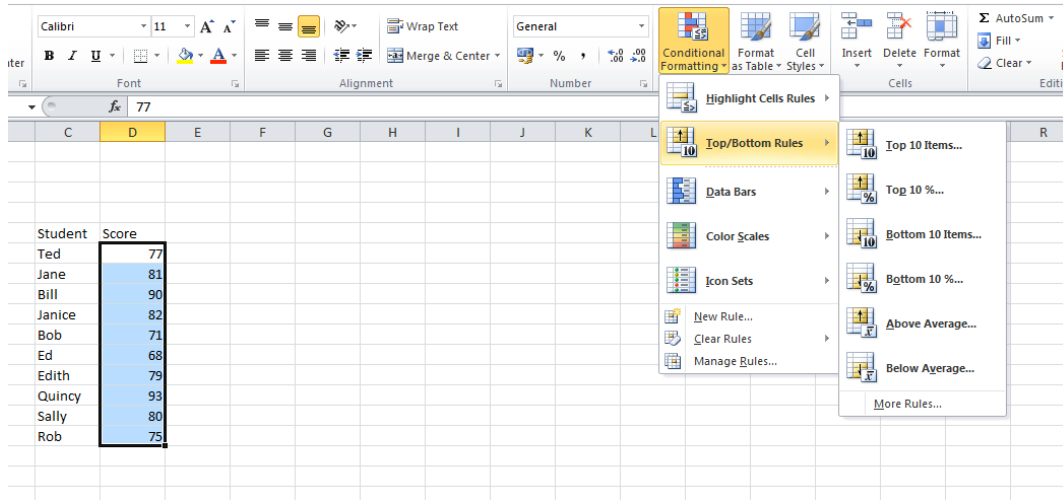 Calibri 11 A A Wrap Text General Σ AutoSum
Fill
B I U A Merge & Center % , .0 .00 .00 .0 Conditional Formatting Format as Table Cell Styles Insert Delete Format Clear
Font Alignment Number Cells
fx 77
C D E F G H I J K L R
Highlight Cells Rules
Top/Bottom Rules
Data Bars
Color Scales
Icon Sets
New Rule...
Clear Rules
Manage Rules...
Top 10 Items...
Top 10 %...
Bottom 10 Items...
Bottom 10 %...
Above Average...
Below Average...
More Rules...
Student Score
Ted 77
Jane 81
Bill 90
Janice 82
Bob 71
Ed 68
Edith 79
Quincy 93
Sally 80
Rob 75